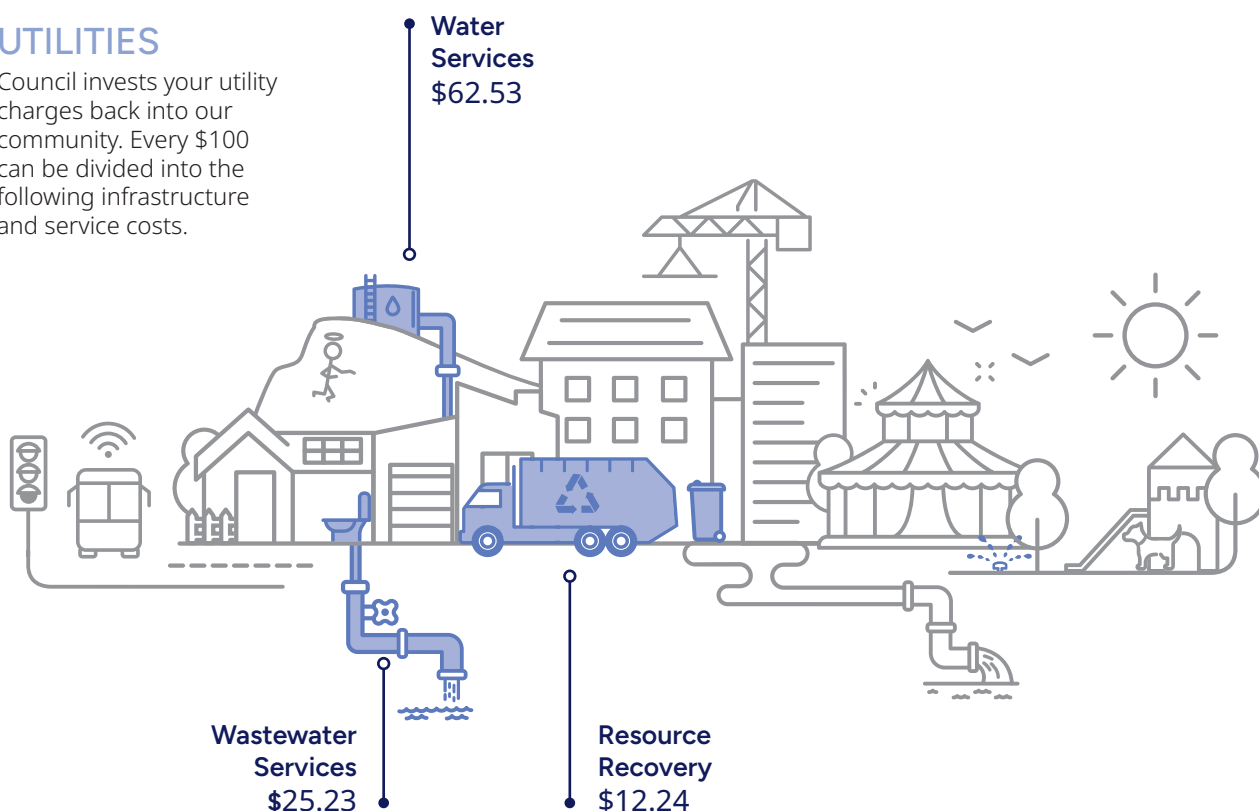 UTILITIES
Council invests your utility
charges back into our
community. Every $100
can be divided into the
following infrastructure
and service costs.
Water
Services
$62.53
Wastewater
Services
$25.23
Resource
Recovery
$12.24